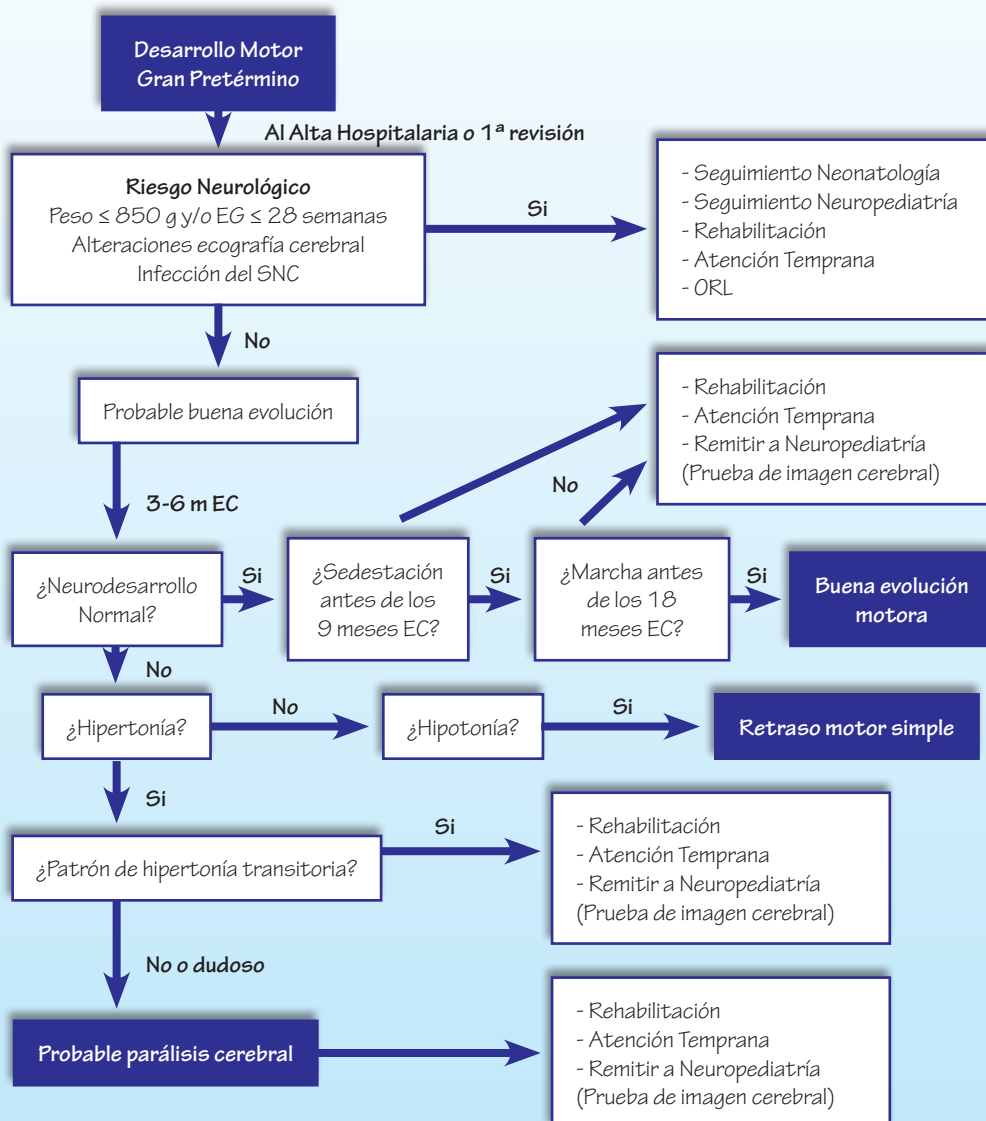 Desarrollo Motor
Gran Pretérmino
Al Alta Hospitalaria o 1ª revisión
Riesgo Neurológico
Peso ≤ 850 g y/o EG ≤ 28 semanas
Alteraciones ecografía cerebral
Infección del SNC
Si
- Seguimiento Neonatología
- Seguimiento Neuropediatría
- Rehabilitación
- Atención Temprana
- ORL
No
Probable buena evolución
- Rehabilitación
- Atención Temprana
- Remitir a Neuropediatría
(Prueba de imagen cerebral)
No
3-6 m EC
¿Neurodesarrollo
Normal?
Si
¿Sedestación
antes de los
9 meses EC?
Si
¿Marcha antes
de los 18
meses EC?
Si
Buena evolución
motora
No
¿Hipertonía?
No
¿Hipotonía?
Si
Retraso motor simple
Si
¿Patrón de hipertonía transitoria?
Si
- Rehabilitación
- Atención Temprana
- Remitir a Neuropediatría
(Prueba de imagen cerebral)
No o dudoso
Probable parálisis cerebral
- Rehabilitación
- Atención Temprana
- Remitir a Neuropediatría
(Prueba de imagen cerebral)